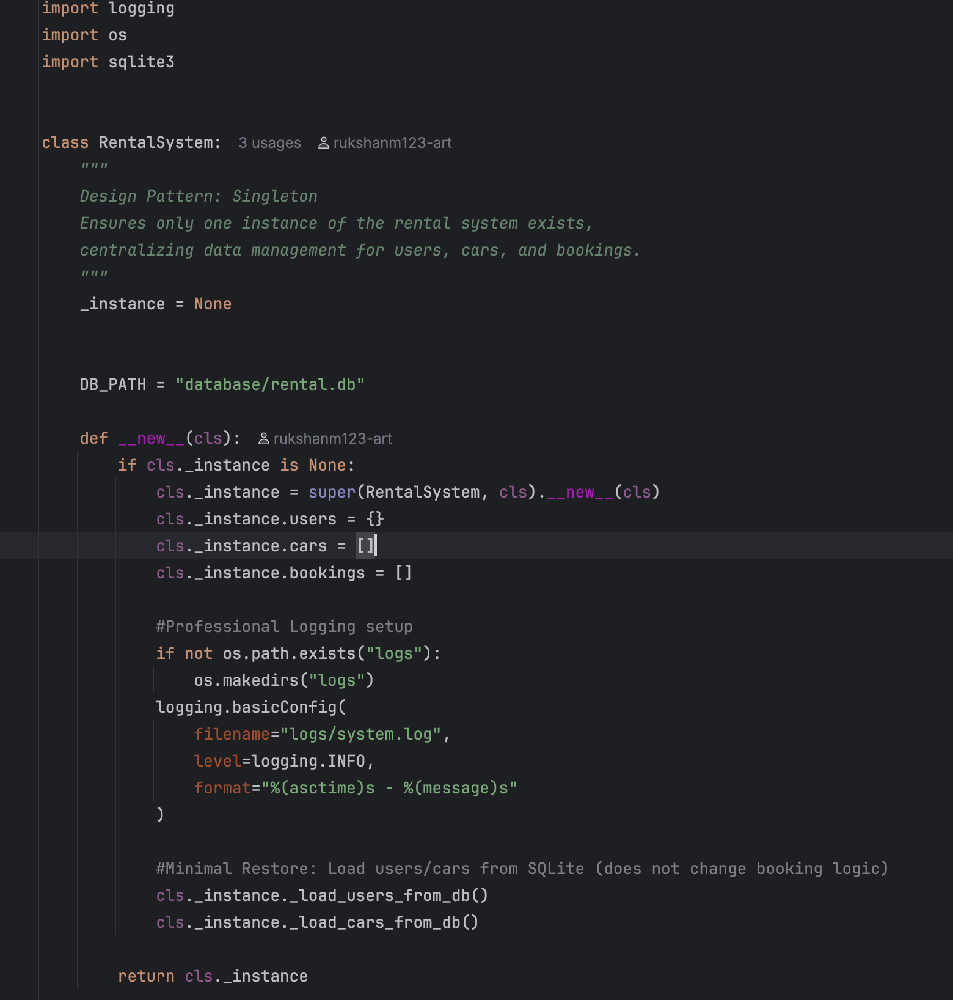 import logging
import os
import sqlite3
class RentalSystem: 3 usages rukshanm123-art
"""
Design Pattern: Singleton
Ensures only one instance of the rental system exists,
centralizing data management for users, cars, and bookings.
"""
_instance = None
DB_PATH = "database/rental.db"
def __new__(cls): rukshanm123-art
if cls._instance is None:
cls._instance = super(RentalSystem, cls).__new__(cls)
cls._instance.users = {}
cls._instance.cars = []
cls._instance.bookings = []
#Professional Logging setup
if not os.path.exists("logs"):
os.makedirs("logs")
logging.basicConfig(
filename="logs/system.log",
level=logging.INFO,
format="%(asctime)s - %(message)s"
)
#Minimal Restore: Load users/cars from SQLite (does not change booking logic)
cls._instance._load_users_from_db()
cls._instance._load_cars_from_db()
return cls._instance